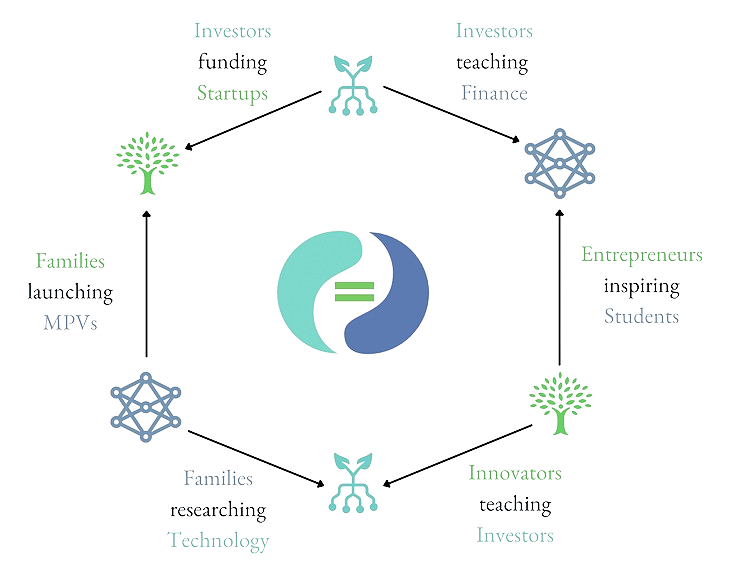 Investors
funding
Startups
Investors
teaching
Finance
Families
launching
MPVs
Entrepreneurs
inspiring
Students
Families
researching
Technology
Innovators
teaching
Investors